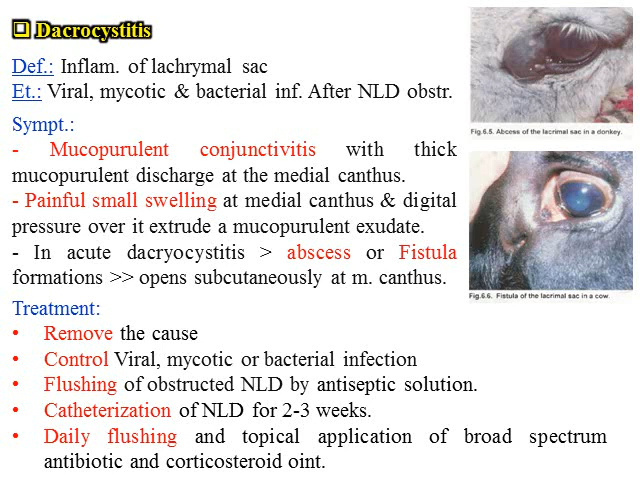 ❑ Dacrocystitis
Def.: Inflam. of lachrymal sac
Et.: Viral, mycotic & bacterial inf. After NLD obstr.
Sympt.:
- Mucopurulent conjunctivitis with thick
mucopurulent discharge at the medial canthus.
- Painful small swelling at medial canthus & digital
pressure over it extrude a mucopurulent exudate.
- In acute dacryocystitis > abscess or Fistula
formations >> opens subcutaneously at m. canthus.
Treatment:
• Remove the cause
• Control Viral, mycotic or bacterial infection
• Flushing of obstructed NLD by antiseptic solution.
• Catheterization of NLD for 2-3 weeks.
• Daily flushing and topical application of broad spectrum
antibiotic and corticosteroid oint.
Fig.6.5. Abcess of the lacrimal sac in a donkey.
Fig.6.6. Fistula of the lacrimal sac in a cow.